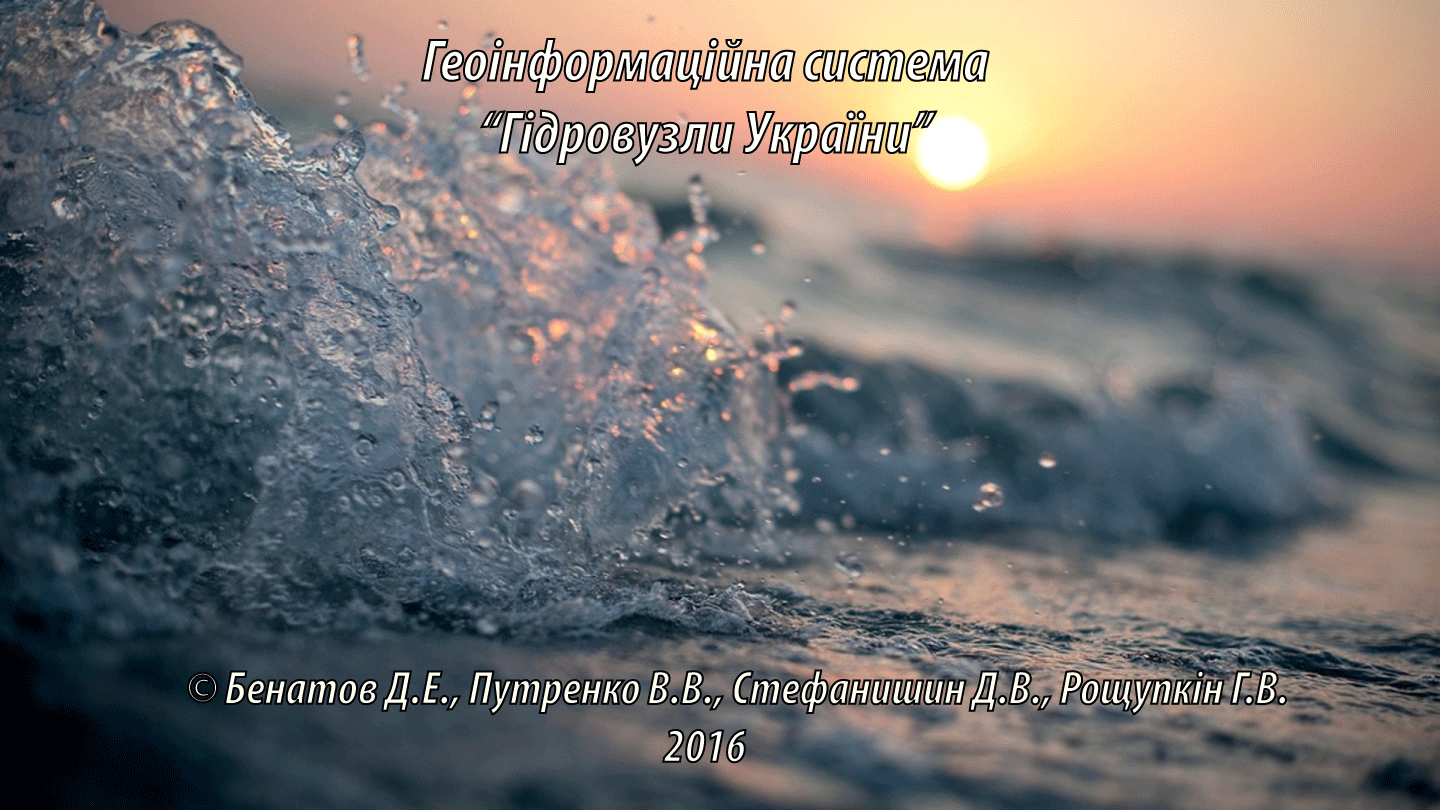 Геоінформаційна система
“Гідровузли України”
© Бенатов Д.Е., Путренко В.В., Стефанишин Д.В., Рощупкін Г.В.
2016